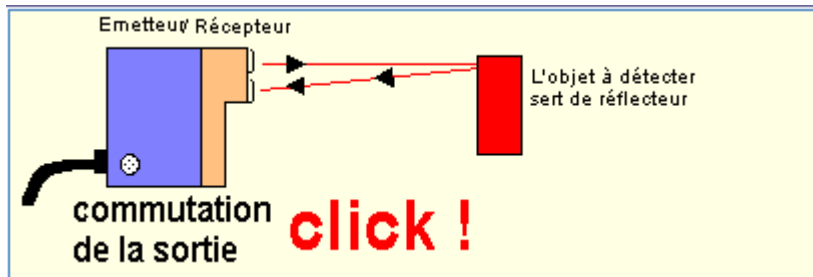 Emetteur/ Récepteur
L'objet à détecter
sert de réflecteur
commutation
de la sortie
click !